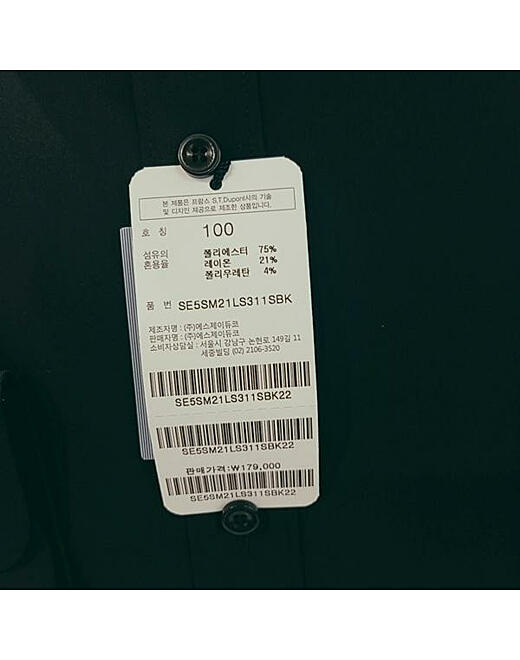 본 제품은 프랑스 S.T.Dupont사의 기술
및 디자인 제공으로 제조한 상품입니다.
호 칭 100
섬유의 폴리에스터 75%
혼용율 레이온 21%
폴리우레탄 4%
품 번 SE5SM21LS311SBK
제조자명 : (주)에스제이듀코
판매자명 : (주)에스제이듀코
소비자상담실 : 서울시 강남구 논현로 149길 11
세중빌딩 (02) 2106-3520
SE5SM21LS311SBK22
SE5SM21LS311SBK22
판매가격:₩179,000
SE5SM21LS311SBK22